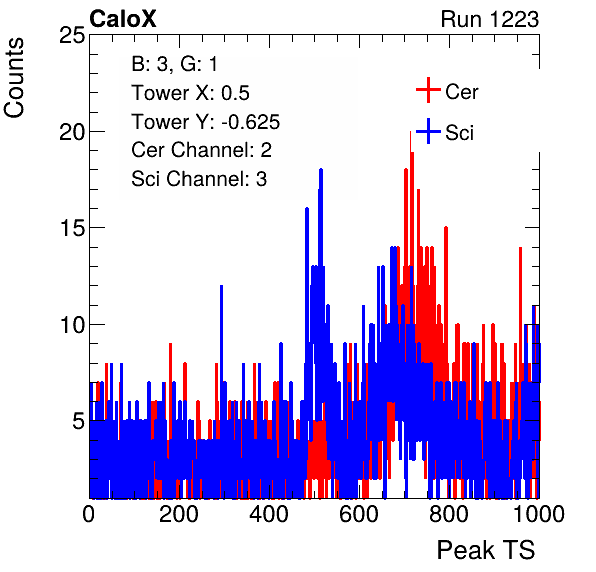 CaloX
Run 1223
Counts
25
20
15
10
5
B: 3, G: 1
Tower X: 0.5
Tower Y: -0.625
Cer Channel: 2
Sci Channel: 3
Cer
Sci
0 200 400 600 800 1000
Peak TS